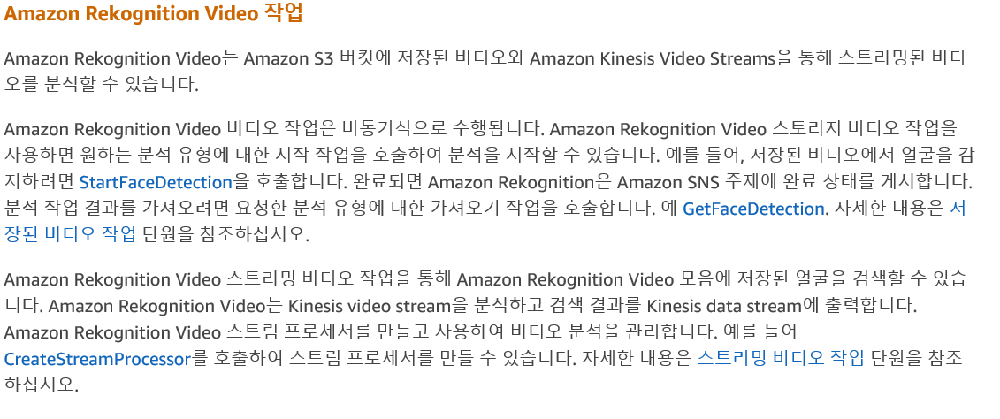 Amazon Rekognition Video 작업
Amazon Rekognition Video는 Amazon S3 버킷에 저장된 비디오와 Amazon Kinesis Video Streams을 통해 스트리밍된 비디
오를 분석할 수 있습니다.
Amazon Rekognition Video 비디오 작업은 비동기식으로 수행됩니다. Amazon Rekognition Video 스토리지 비디오 작업을
사용하면 원하는 분석 유형에 대한 시작 작업을 호출하여 분석을 시작할 수 있습니다. 예를 들어, 저장된 비디오에서 얼굴을 감
지하려면 StartFaceDetection을 호출합니다. 완료되면 Amazon Rekognition은 Amazon SNS 주제에 완료 상태를 게시합니다.
분석 작업 결과를 가져오려면 요청한 분석 유형에 대한 가져오기 작업을 호출합니다. 예 GetFaceDetection. 자세한 내용은 저
장된 비디오 작업 단원을 참조하십시오.
Amazon Rekognition Video 스트리밍 비디오 작업을 통해 Amazon Rekognition Video 모음에 저장된 얼굴을 검색할 수 있습
니다. Amazon Rekognition Video는 Kinesis video stream을 분석하고 검색 결과를 Kinesis data stream에 출력합니다.
Amazon Rekognition Video 스트림 프로세서를 만들고 사용하여 비디오 분석을 관리합니다. 예를 들어
CreateStreamProcessor를 호출하여 스트림 프로세서를 만들 수 있습니다. 자세한 내용은 스트리밍 비디오 작업 단원을 참조
하십시오.